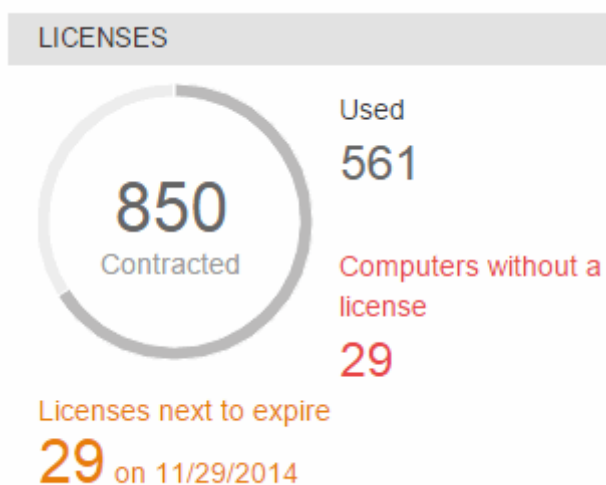 LICENSES
850
Contracted
Used
561
Computers without a
license
29
Licenses next to expire
29 on 11/29/2014